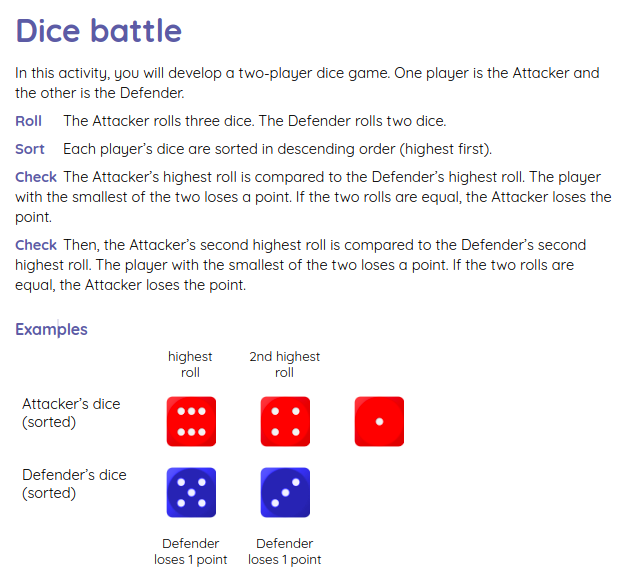 Dice battle
In this activity, you will develop a two-player dice game. One player is the Attacker and
the other is the Defender.
Roll The Attacker rolls three dice. The Defender rolls two dice.
Sort Each player's dice are sorted in descending order (highest first).
Check The Attacker's highest roll is compared to the Defender's highest roll. The player
with the smallest of the two loses a point. If the two rolls are equal, the Attacker loses the
point.
Check Then, the Attacker's second highest roll is compared to the Defender's second
highest roll. The player with the smallest of the two loses a point. If the two rolls are
equal, the Attacker loses the point.
Examples
highest
roll
2nd highest
roll
Attacker's dice
(sorted)
Defender's dice
(sorted)
Defender
loses 1 point
Defender
loses 1 point